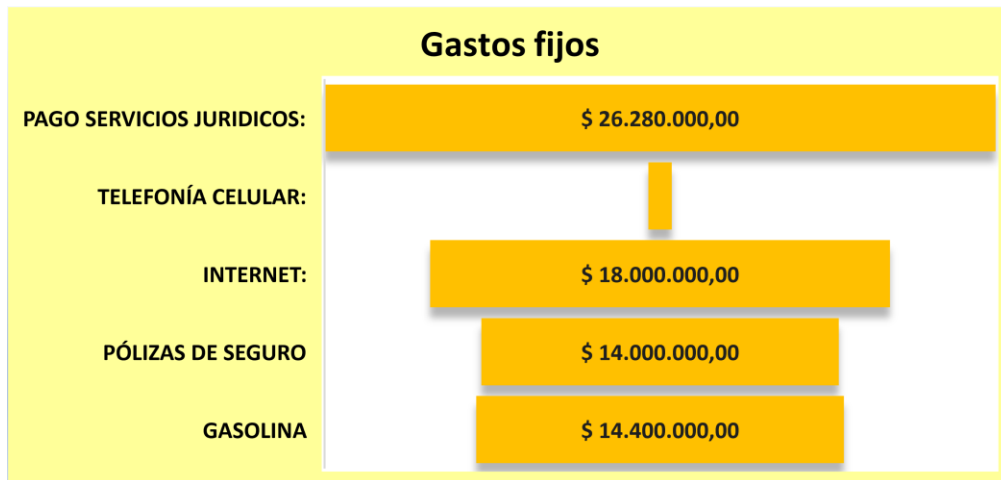 Gastos fijos
PAGO SERVICIOS JURIDICOS: $ 26.280.000,00
TELEFONÍA CELULAR:
INTERNET: $ 18.000.000,00
PÓLIZAS DE SEGURO $ 14.000.000,00
GASOLINA $ 14.400.000,00